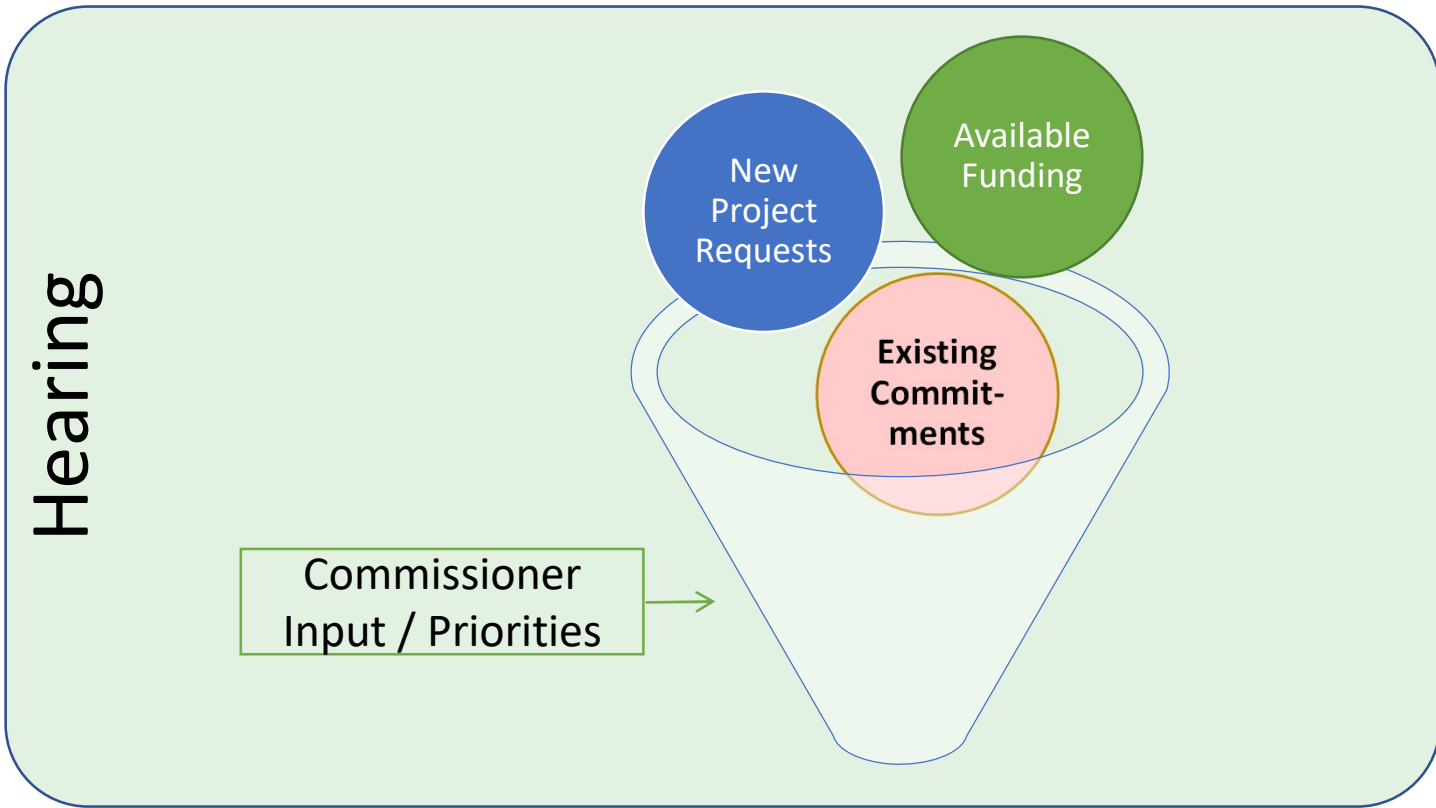 Hearing
New
Project
Requests
Available
Funding
Existing
Commit-
ments
Commissioner
Input / Priorities